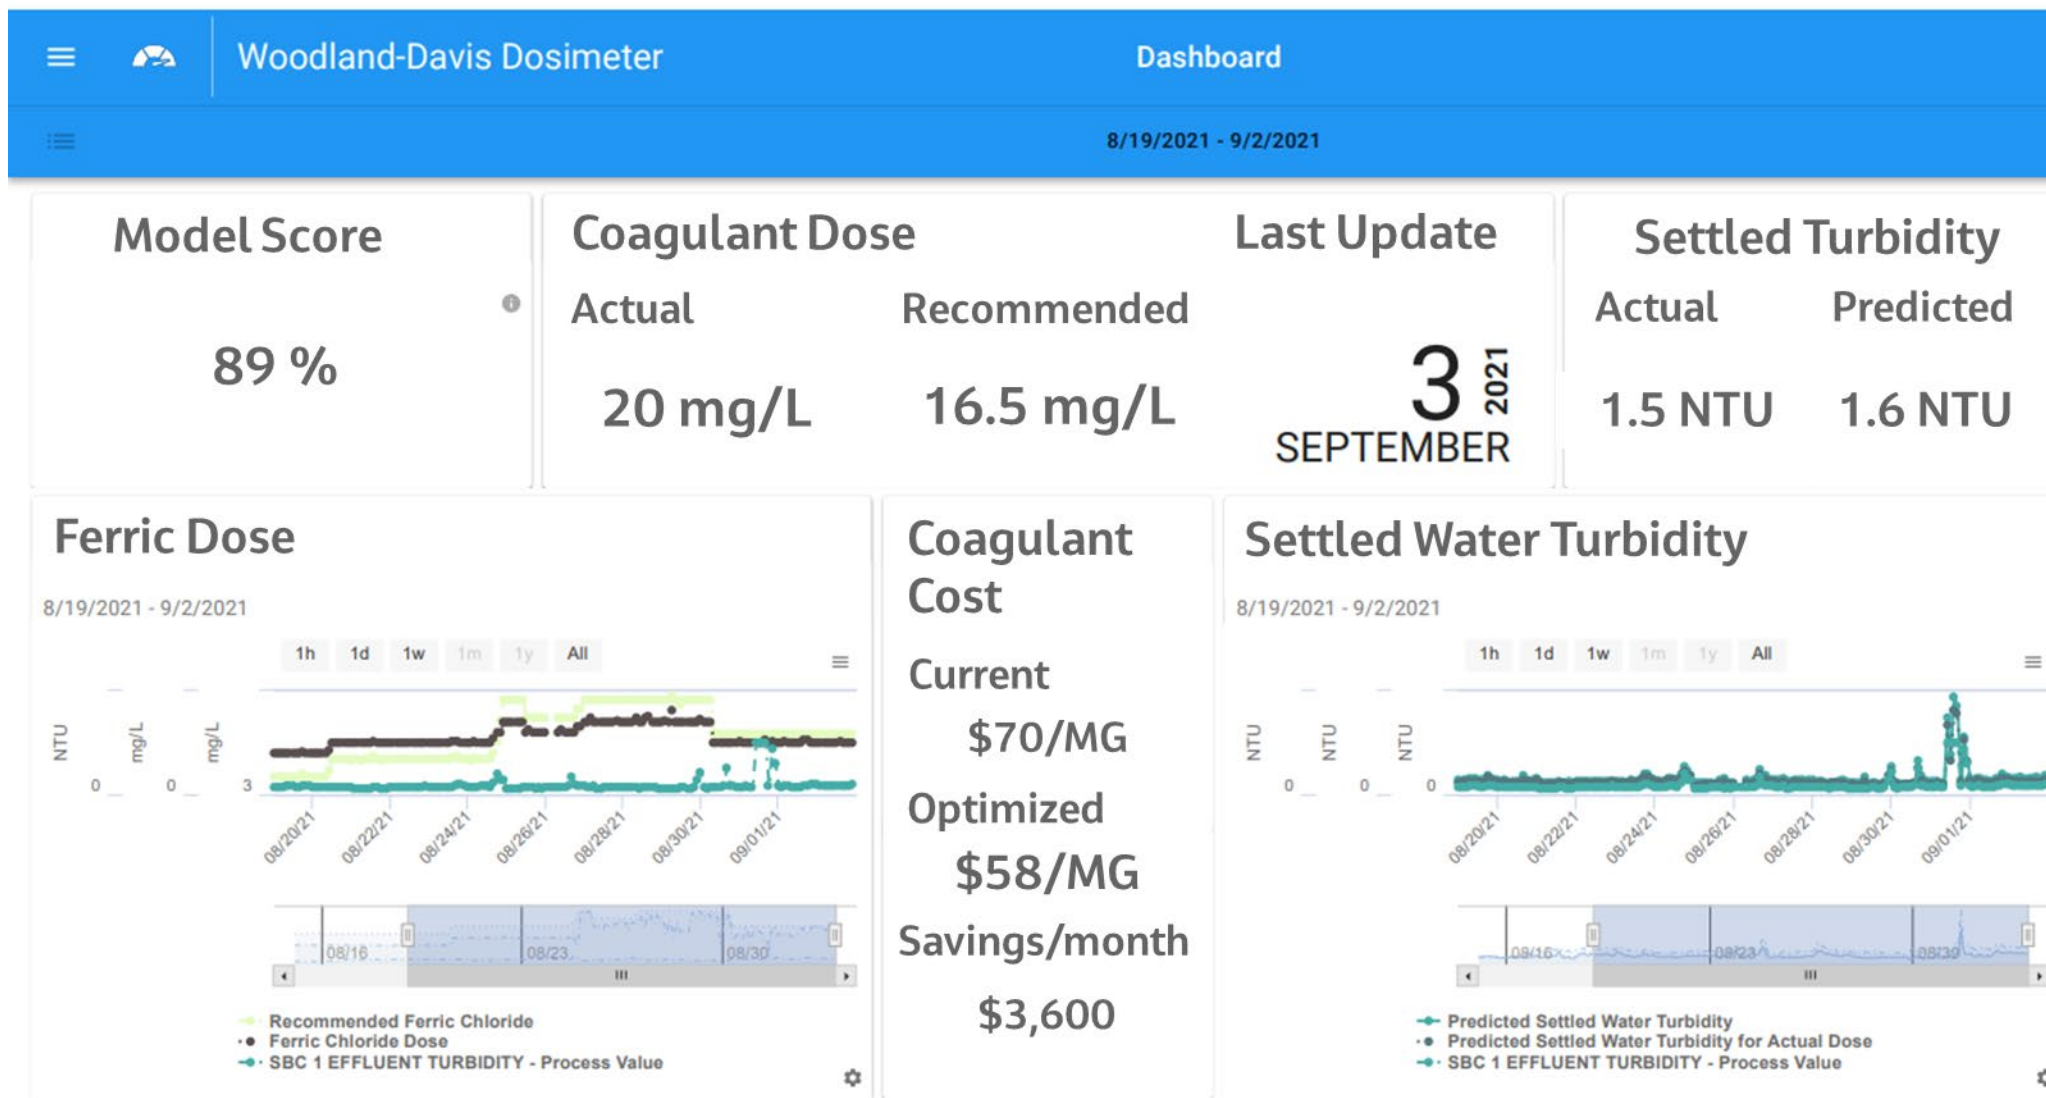 Woodland-Davis Dosimeter
Dashboard
8/19/2021 - 9/2/2021
Model Score
89 %
Coagulant Dose
Last Update
Actual
Recommended
20 mg/L
16.5 mg/L
3
2021
SEPTEMBER
Settled Turbidity
Actual
Predicted
1.5 NTU
1.6 NTU
Ferric Dose
8/19/2021 - 9/2/2021
1h 1d 1w 1m 1y All
NTU
mg/L
mg/L
0
0
3
08/20/21
08/22/21
08/24/21
08/26/21
08/28/21
08/30/21
09/01/21
08/16
08/23
08/30
Recommended Ferric Chloride
Ferric Chloride Dose
SBC 1 EFFLUENT TURBIDITY - Process Value
Coagulant
Cost
Current
$70/MG
Optimized
$58/MG
Savings/month
$3,600
Settled Water Turbidity
8/19/2021 - 9/2/2021
1h 1d 1w 1m 1y All
NTU
NTU
NTU
0
0
0
08/20/21
08/22/21
08/24/21
08/26/21
08/28/21
08/30/21
09/01/21
08/16
08/23
08/30
Predicted Settled Water Turbidity
Predicted Settled Water Turbidity for Actual Dose
SBC 1 EFFLUENT TURBIDITY - Process Value